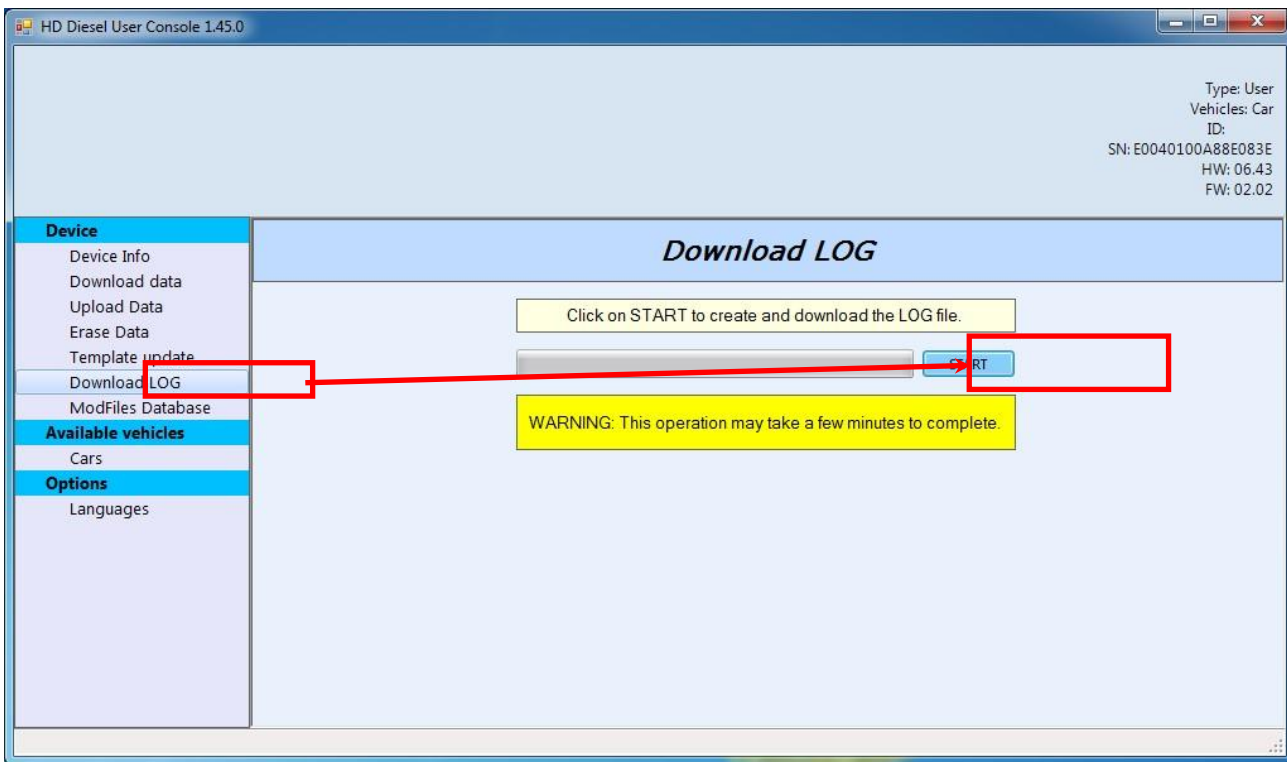 HD Diesel User Console 1.45.0
Type: User
Vehicles: Car
ID:
SN: E0040100A88E083E
HW: 06.43
FW: 02.02
Device
Device Info
Download data
Upload Data
Erase Data
Template update
Download LOG
ModFiles Database
Available vehicles
Cars
Options
Languages
Download LOG
Click on START to create and download the LOG file.
START
WARNING: This operation may take a few minutes to complete.